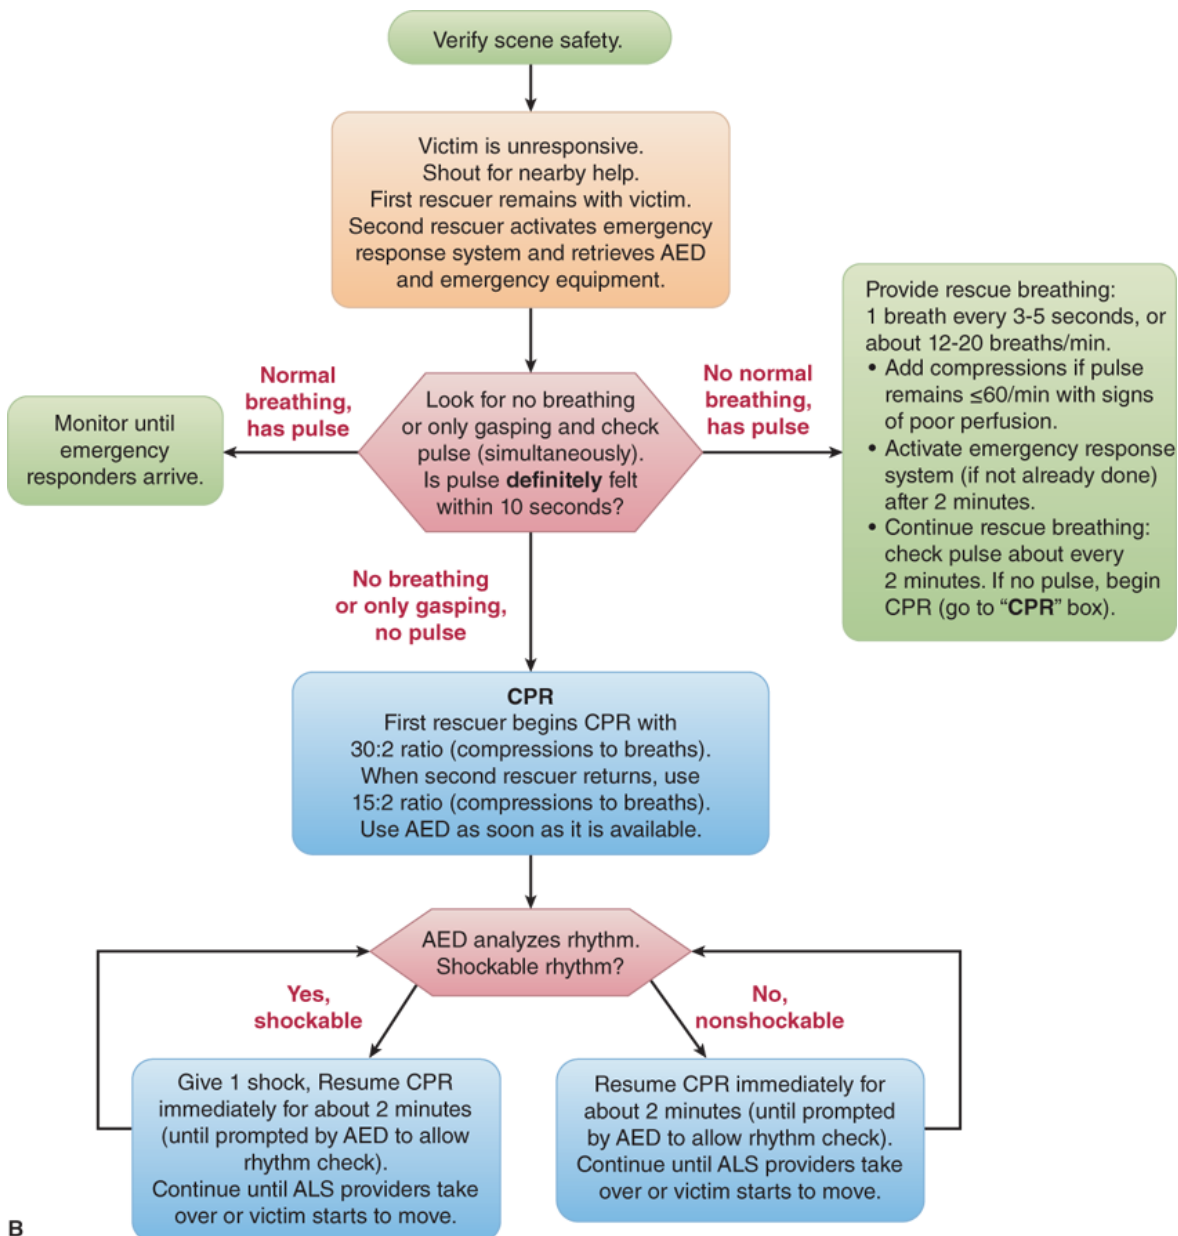 Verify scene safety.
Victim is unresponsive.
Shout for nearby help.
First rescuer remains with victim.
Second rescuer activates emergency
response system and retrieves AED
and emergency equipment.
Normal
breathing,
has pulse
Monitor until
emergency
responders arrive.
Look for no breathing
or only gasping and check
pulse (simultaneously).
Is pulse definitely felt
within 10 seconds?
No normal
breathing,
has pulse
Provide rescue breathing:
1 breath every 3-5 seconds, or
about 12-20 breaths/min.
• Add compressions if pulse
remains ≤60/min with signs
of poor perfusion.
• Activate emergency response
system (if not already done)
after 2 minutes.
• Continue rescue breathing:
check pulse about every
2 minutes. If no pulse, begin
CPR (go to “CPR” box).
No breathing
or only gasping,
no pulse
CPR
First rescuer begins CPR with
30:2 ratio (compressions to breaths).
When second rescuer returns, use
15:2 ratio (compressions to breaths).
Use AED as soon as it is available.
AED analyzes rhythm.
Shockable rhythm?
Yes,
shockable
No,
nonshockable
Give 1 shock, Resume CPR
immediately for about 2 minutes
(until prompted by AED to allow
rhythm check).
Continue until ALS providers take
over or victim starts to move.
Resume CPR immediately for
about 2 minutes (until prompted
by AED to allow rhythm check).
Continue until ALS providers take
over or victim starts to move.
B